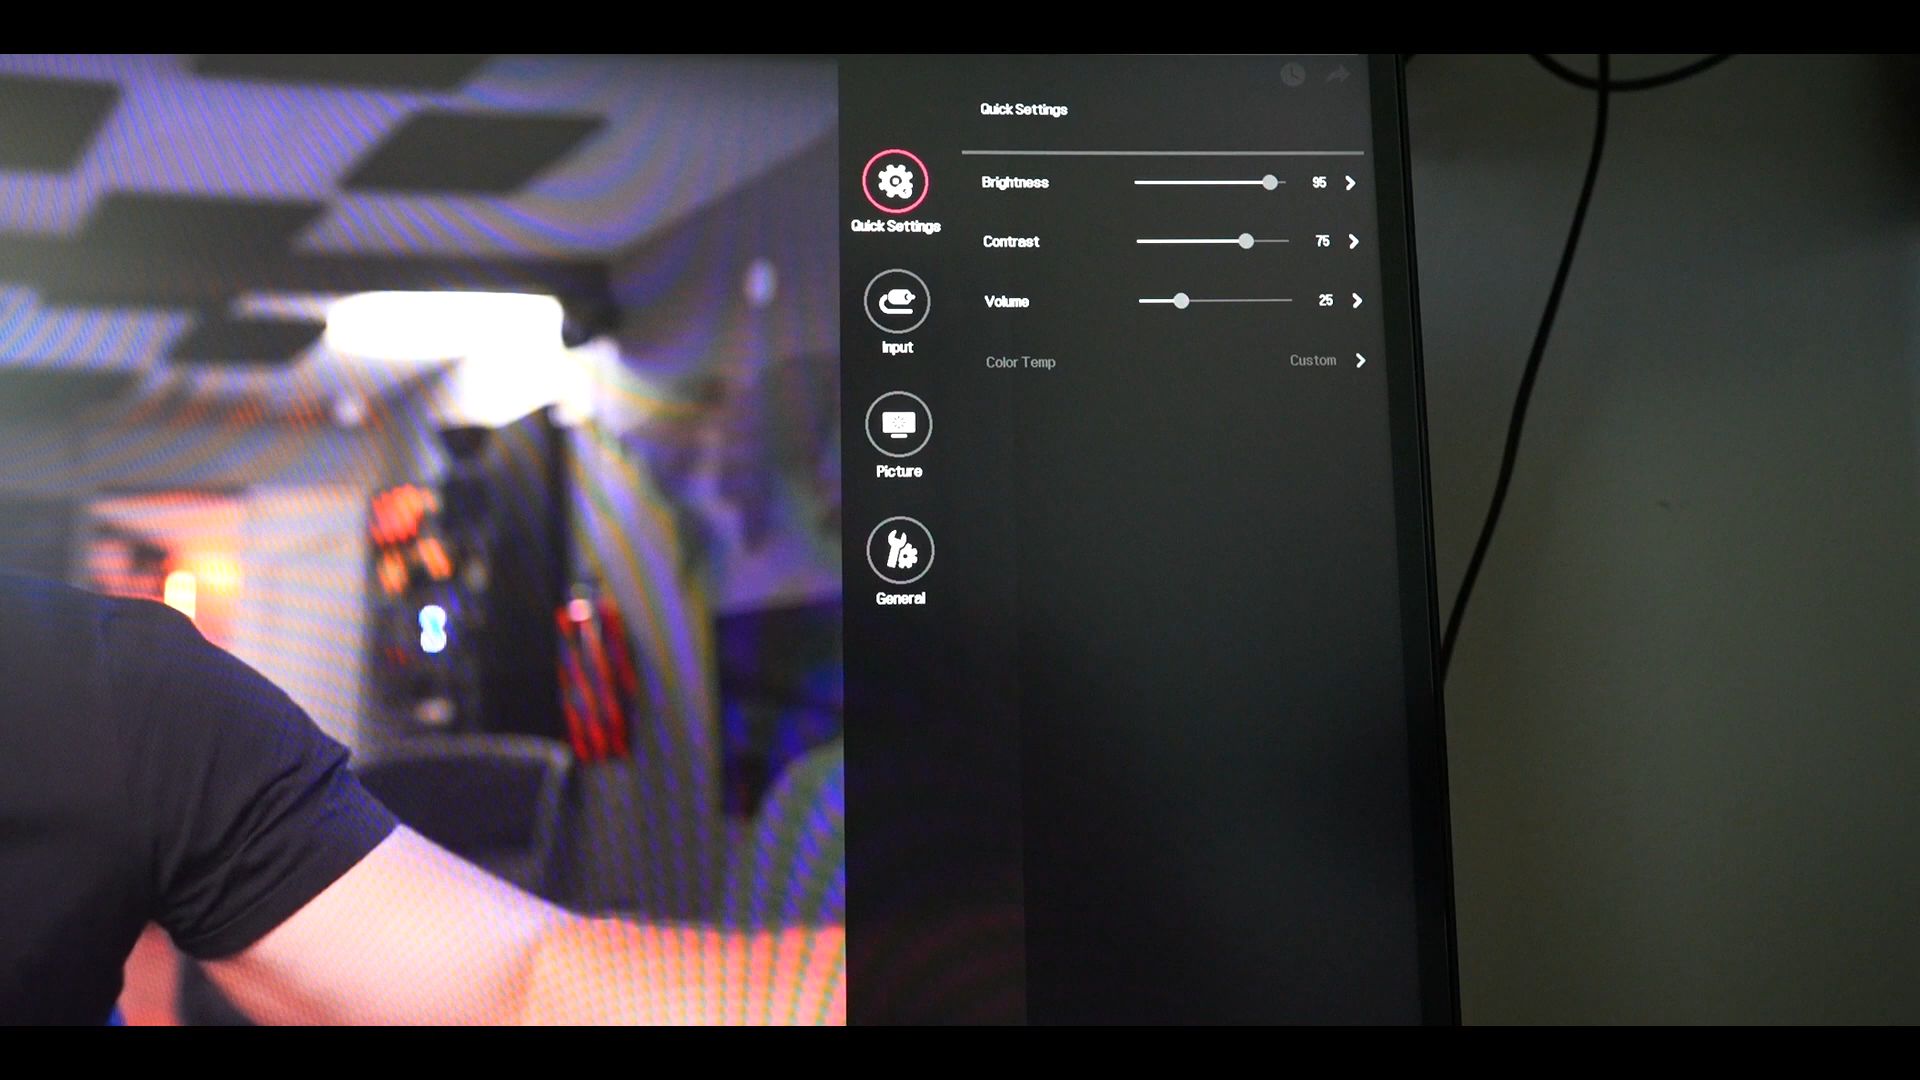 Quick Settings
Quick Settings
Brightness 95
Contrast 75
Volume 25
Input
Color Temp Custom
Picture
General